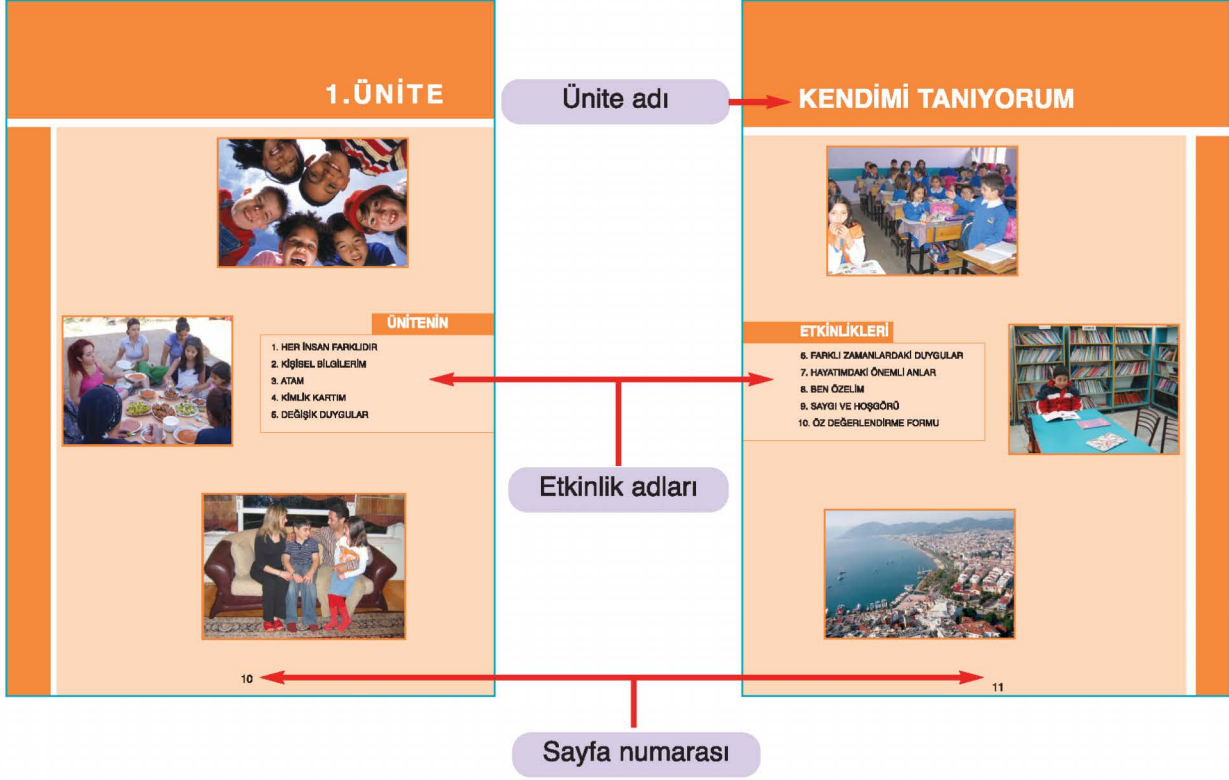 1.ÜNİTE
Ünite adı
KENDİMİ TANIYORUM
ÜNİTENİN
1. HER İNSAN FARKLIDIR
2. KİŞİSEL BİLGİLERİM
3. ATAM
4. KİMLİK KARTIM
5. DEĞİŞİK DUYGULAR
ETKİNLİKLERİ
6. FARKLI ZAMANLARDAKİ DUYGULAR
7. HAYATIMDAKİ ÖNEMLİ ANLAR
8. BEN ÖZELİM
9. SAYGI VE HOŞGÖRÜ
10. ÖZ DEĞERLENDİRME FORMU
Etkinlik adları
10
11
Sayfa numarası